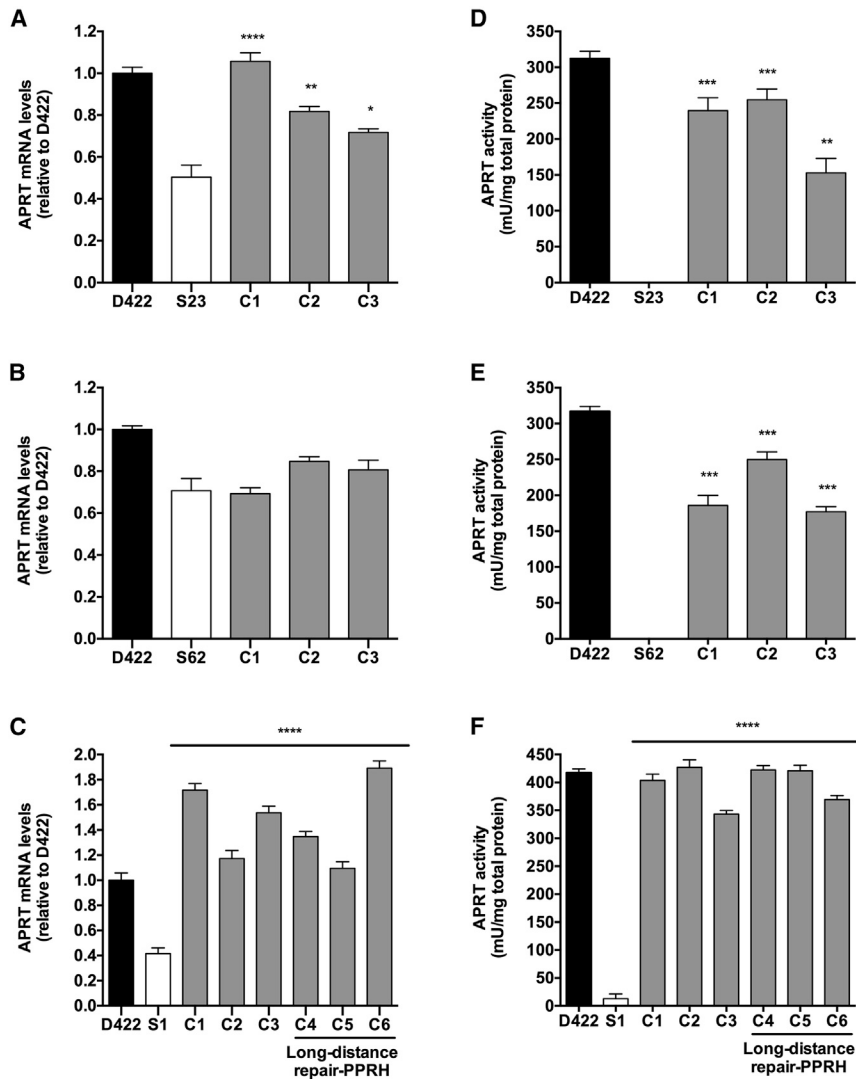 A
APRT mRNA levels
(relative to D422)
1.2
1.0
0.8
0.6
0.4
0.2
0.0
****
**
*
D422 S23 C1 C2 C3
D
APRT activity
(mU/mg total protein)
350
300
250
200
150
100
50
0
***
***
**
D422 S23 C1 C2 C3
B
APRT mRNA levels
(relative to D422)
1.2
1.0
0.8
0.6
0.4
0.2
0.0
D422 S62 C1 C2 C3
E
APRT activity
(mU/mg total protein)
350
300
250
200
150
100
50
0
***
***
***
D422 S62 C1 C2 C3
C
APRT mRNA levels
(relative to D422)
****
2.0
1.8
1.6
1.4
1.2
1.0
0.8
0.6
0.4
0.2
0.0
D422 S1 C1 C2 C3 C4 C5 C6
Long-distance
repair-PPRH
F
APRT activity
(mU/mg total protein)
****
450
400
350
300
250
200
150
100
50
0
D422 S1 C1 C2 C3 C4 C5 C6
Long-distance
repair-PPRH